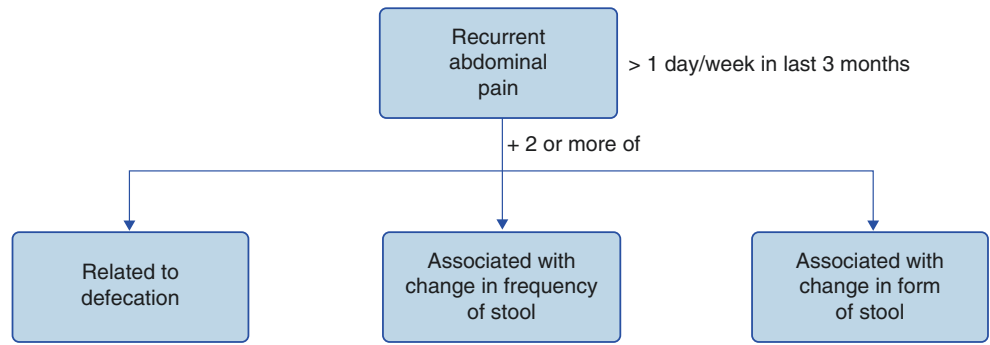 Recurrent
abdominal
pain
> 1 day/week in last 3 months
+ 2 or more of
Related to
defecation
Associated with
change in frequency
of stool
Associated with
change in form
of stool